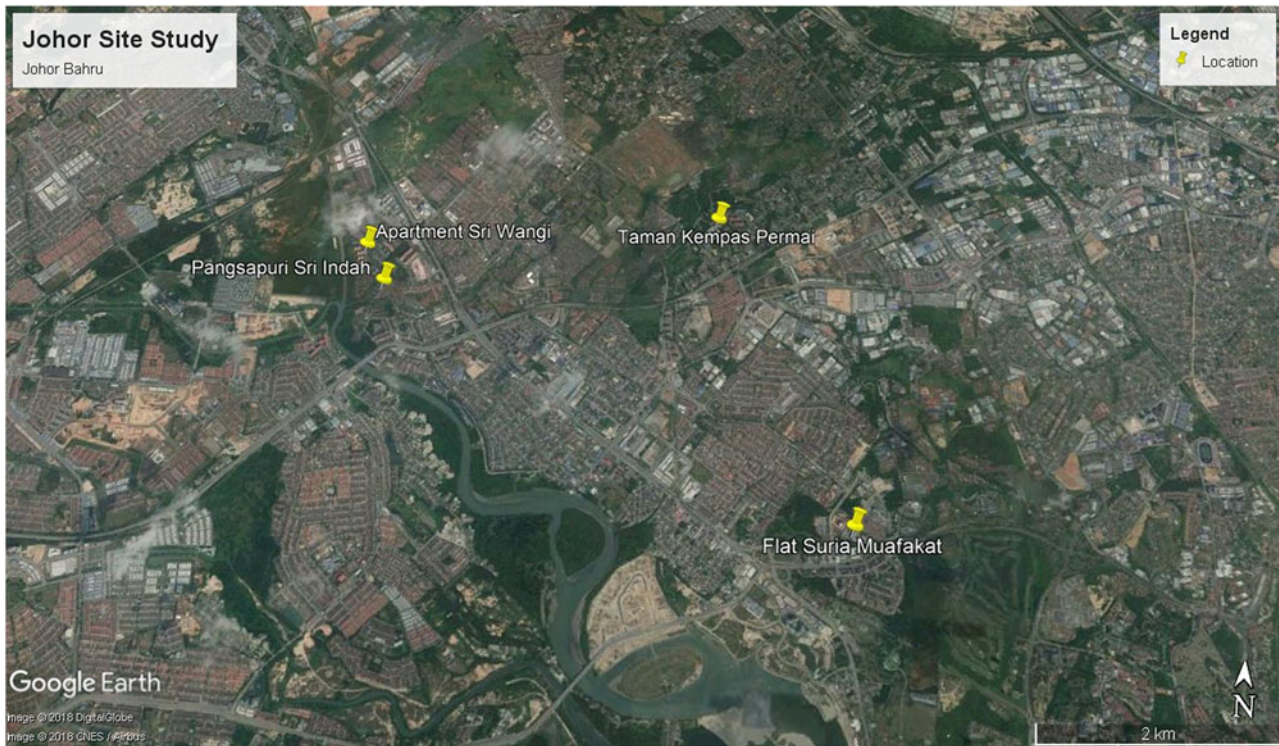 Johor Site Study
Johor Bahru
Legend
Location
Apartment Sri Wangi
Taman Kempas Permai
Pangsapuri Sri Indah
Flat Suria Muafakat
Google Earth
Image © 2018 DigitalGlobe
Image © 2018 CNES / Airbus
N
2 km